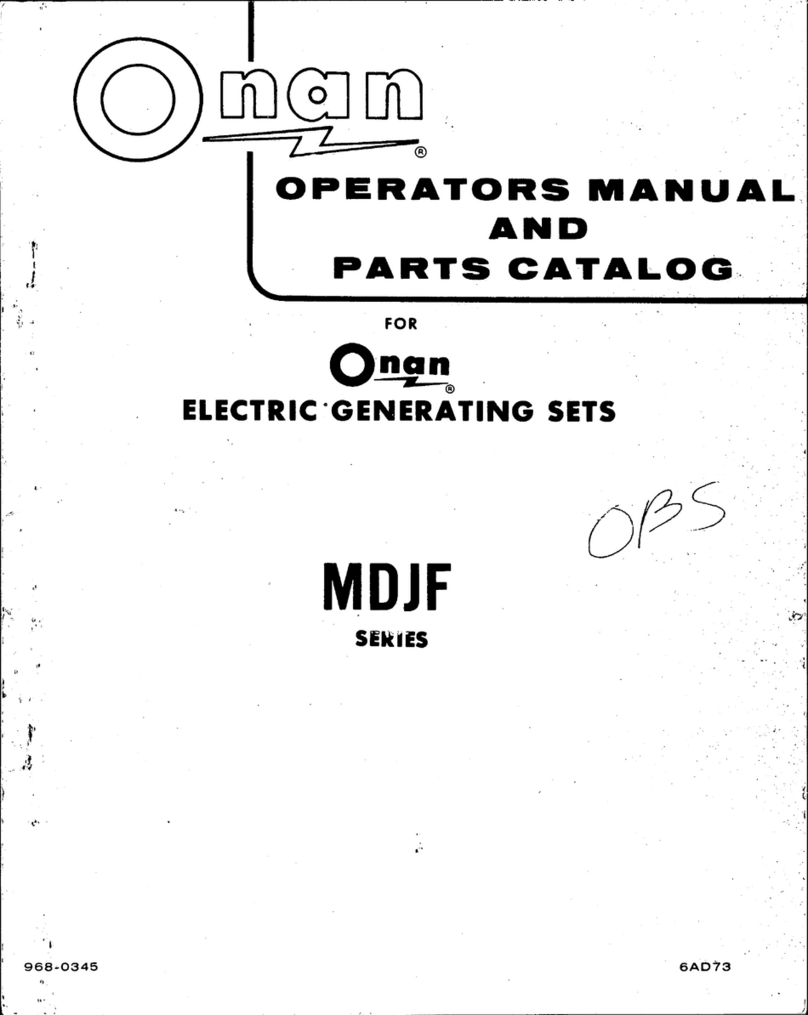 Onan ®
OPERATORS MANUAL
AND
PARTS CATALOG
FOR
Onan ®
ELECTRIC GENERATING SETS
OBS
MDJF
SERIES
968-0345
6AD73